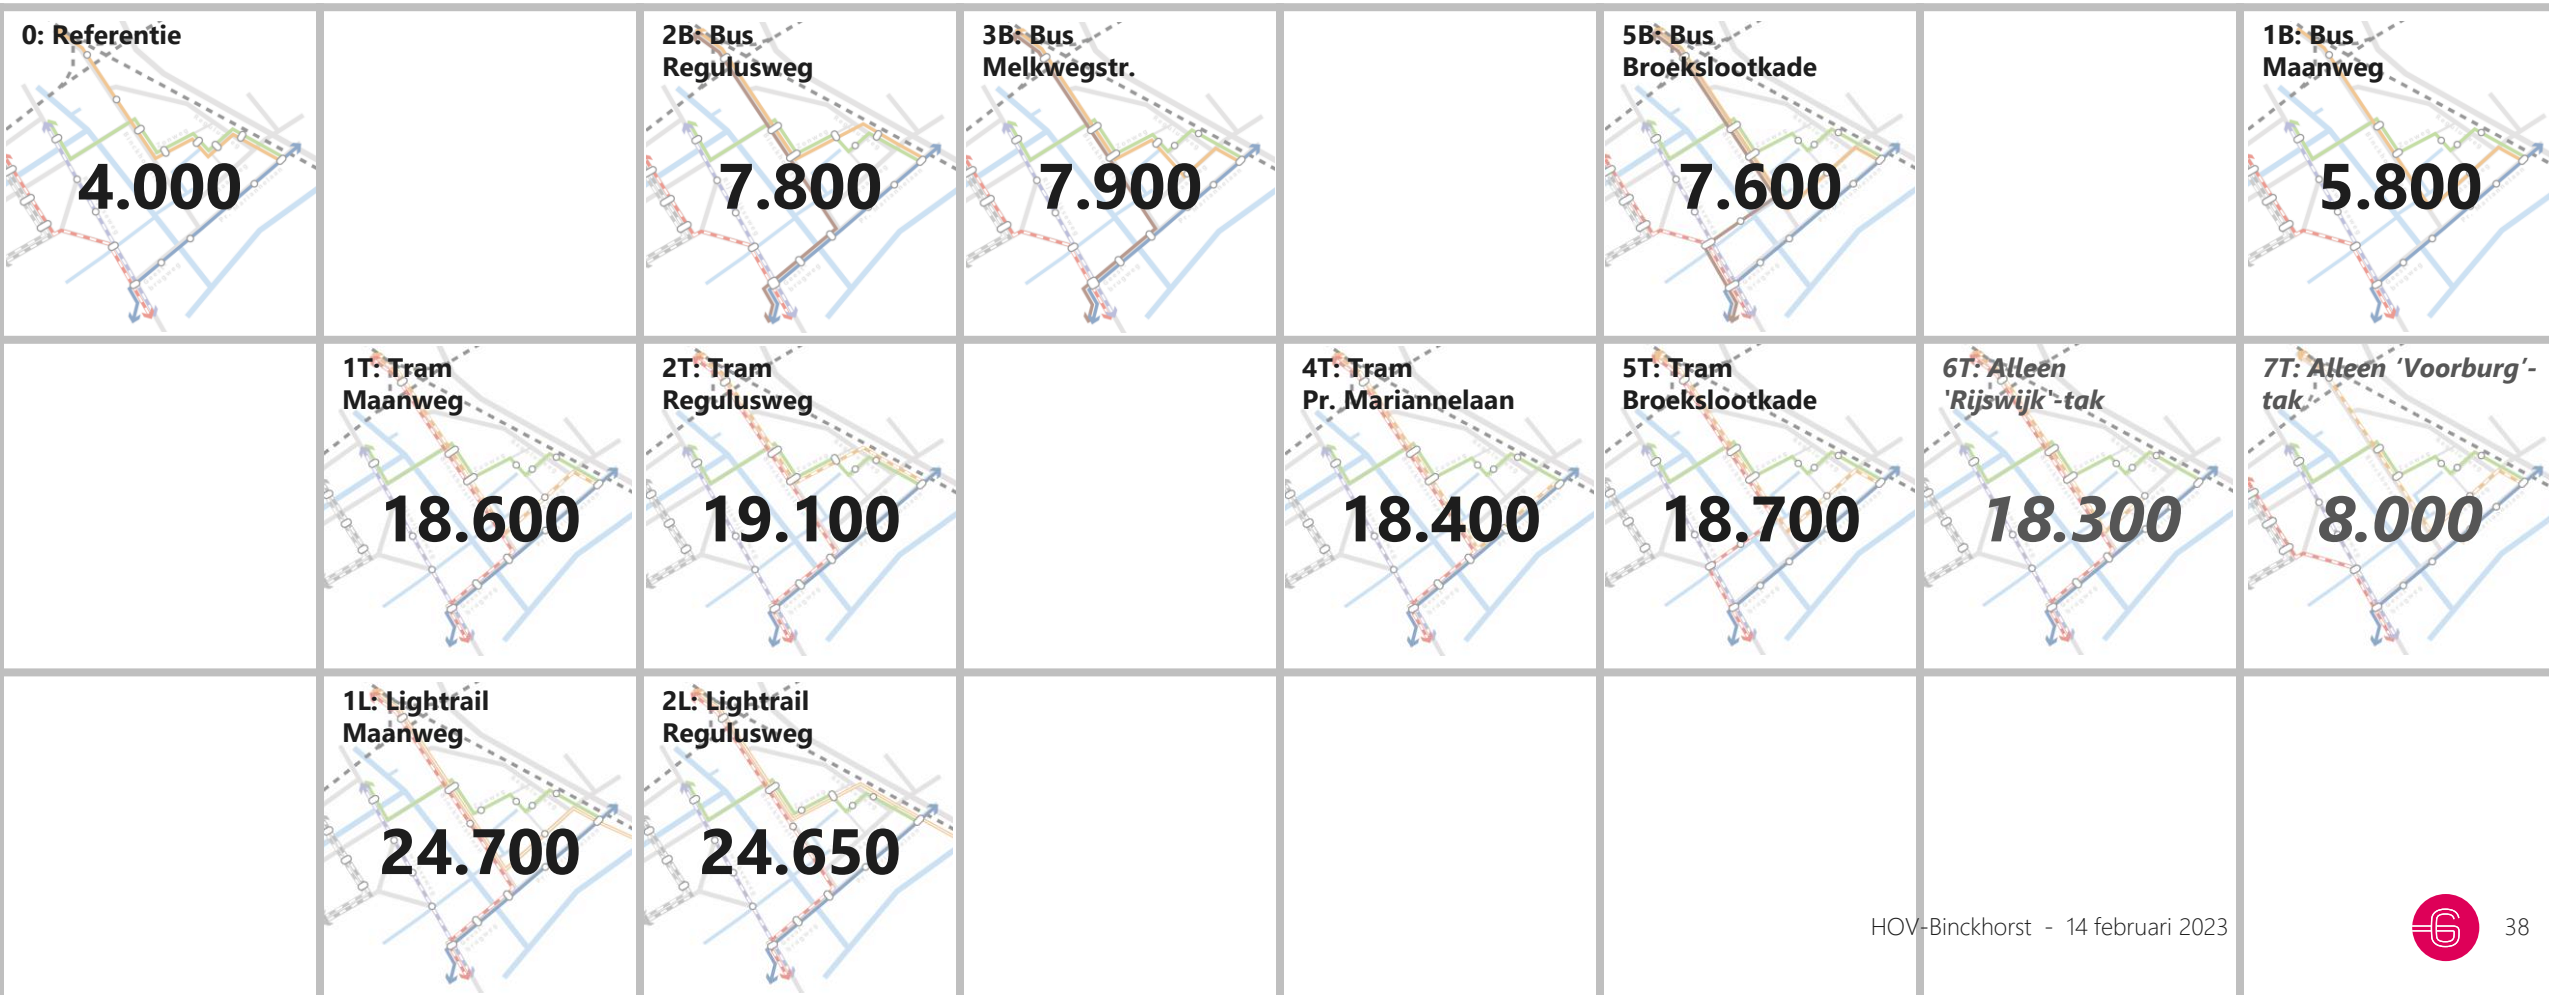 0: Referentie
4.000
2B: Bus
Regulusweg
7.800
3B: Bus
Melkwegstr.
7.900
5B: Bus
Broekslootkade
7.600
1B: Bus
Maanweg
5.800
1T: Tram
Maanweg
18.600
2T: Tram
Regulusweg
19.100
4T: Tram
Pr. Mariannelaan
18.400
5T: Tram
Broekslootkade
18.700
6T: Alleen
'Rijswijk'-tak
18.300
7T: Alleen ‘Voorburg’-
tak
8.000
1L: Lightrail
Maanweg
24.700
2L: Lightrail
Regulusweg
24.650
HOV-Binckhorst - 14 februari 2023
38